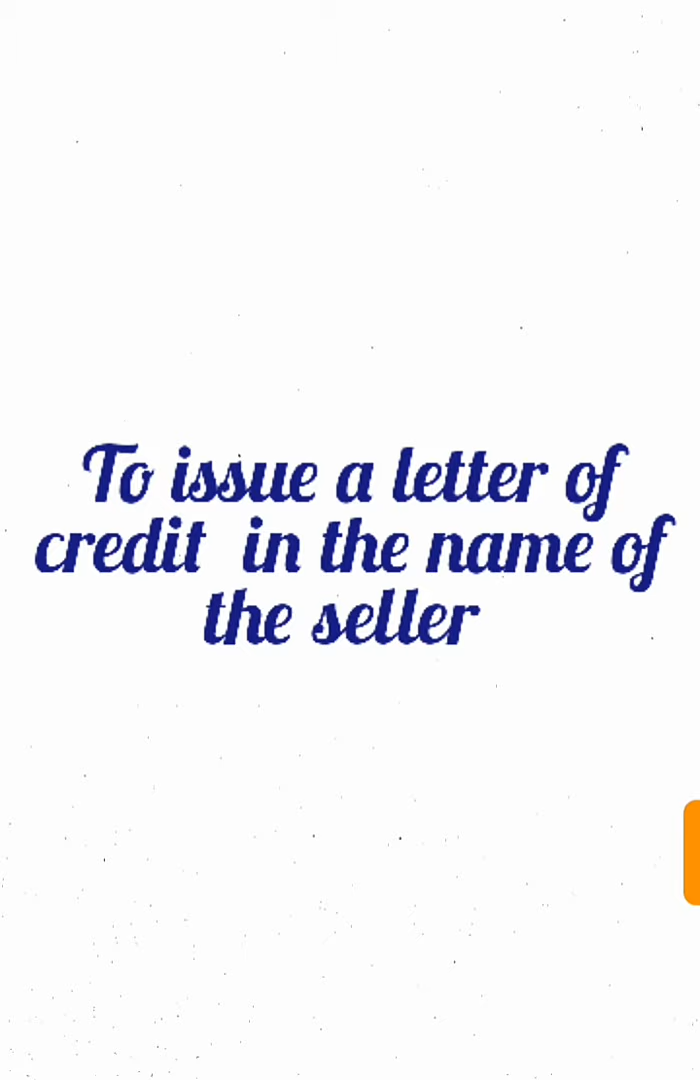 To issue a letter of
credit  in the name of
the seller